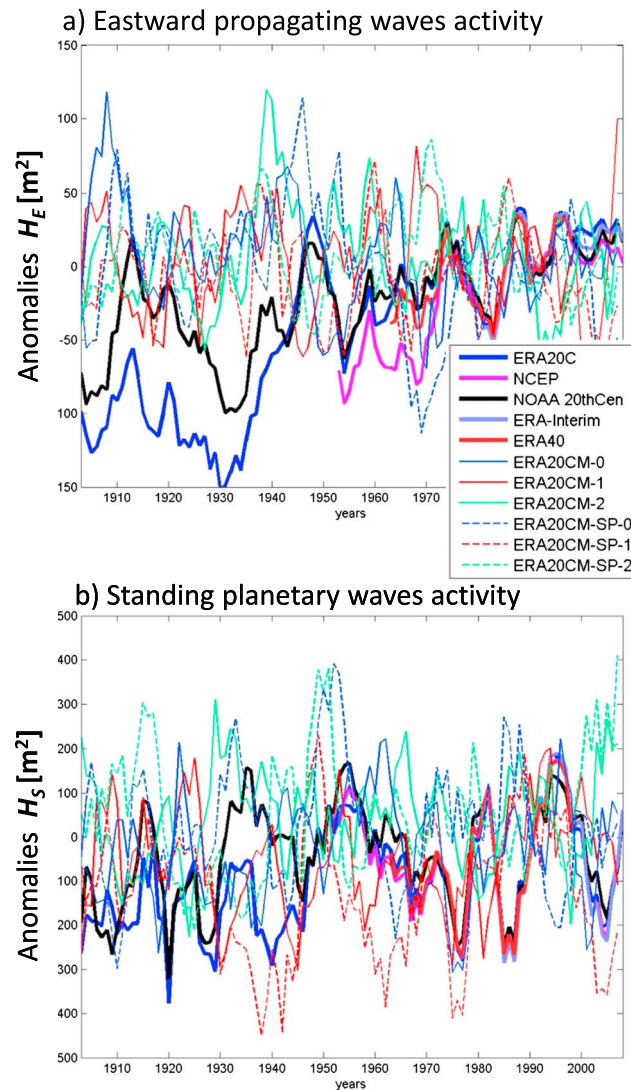 a) Eastward propagating waves activity
150
100
50
0
-50
100
150
Anomalies H_E [m²]
1910 1920 1930 1940 1950 1960 1970
years
ERA20C
NCEP
NOAA 20thCen
ERA-Interim
ERA40
ERA20CM-0
ERA20CM-1
ERA20CM-2
ERA20CM-SP-0
ERA20CM-SP-1
ERA20CM-SP-2
b) Standing planetary waves activity
500
400
300
200
100
0
100
200
300
400
500
Anomalies H_S [m²]
1910 1920 1930 1940 1950 1960 1970 1980 1990 2000
years